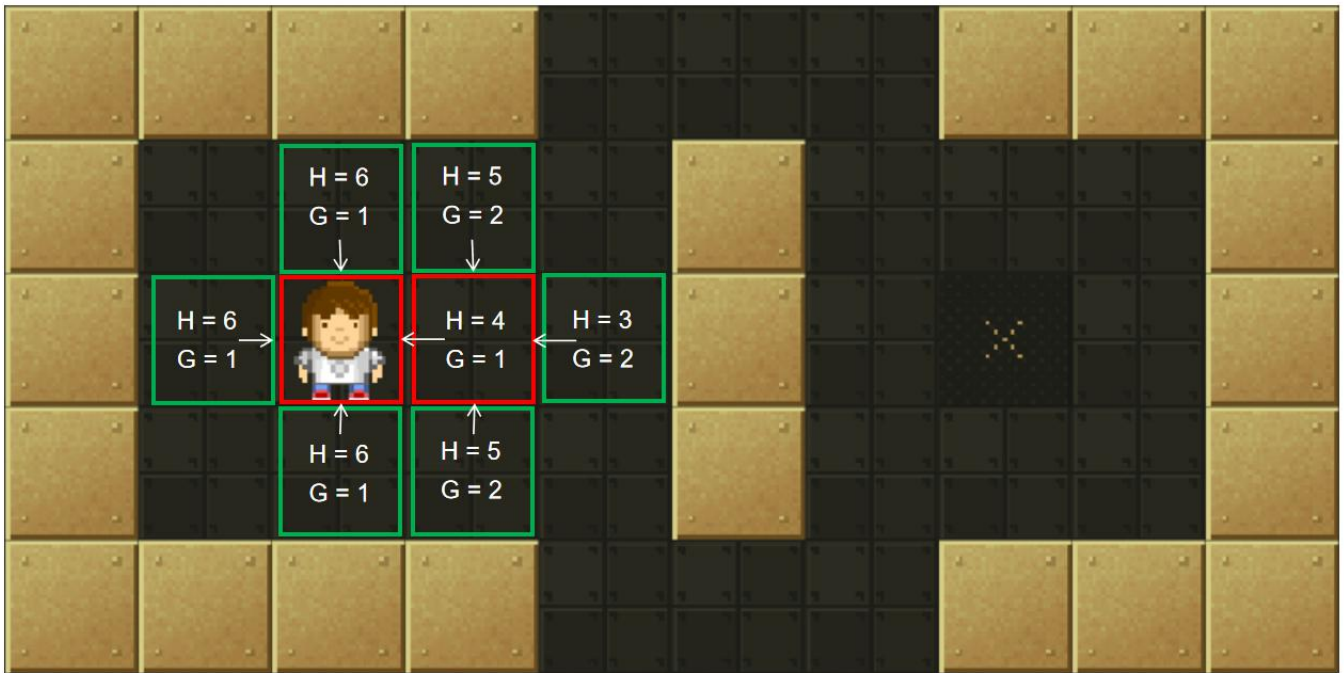 H = 6
G = 1
H = 5
G = 2
H = 6
G = 1
H = 4
G = 1
H = 3
G = 2
H = 6
G = 1
H = 5
G = 2